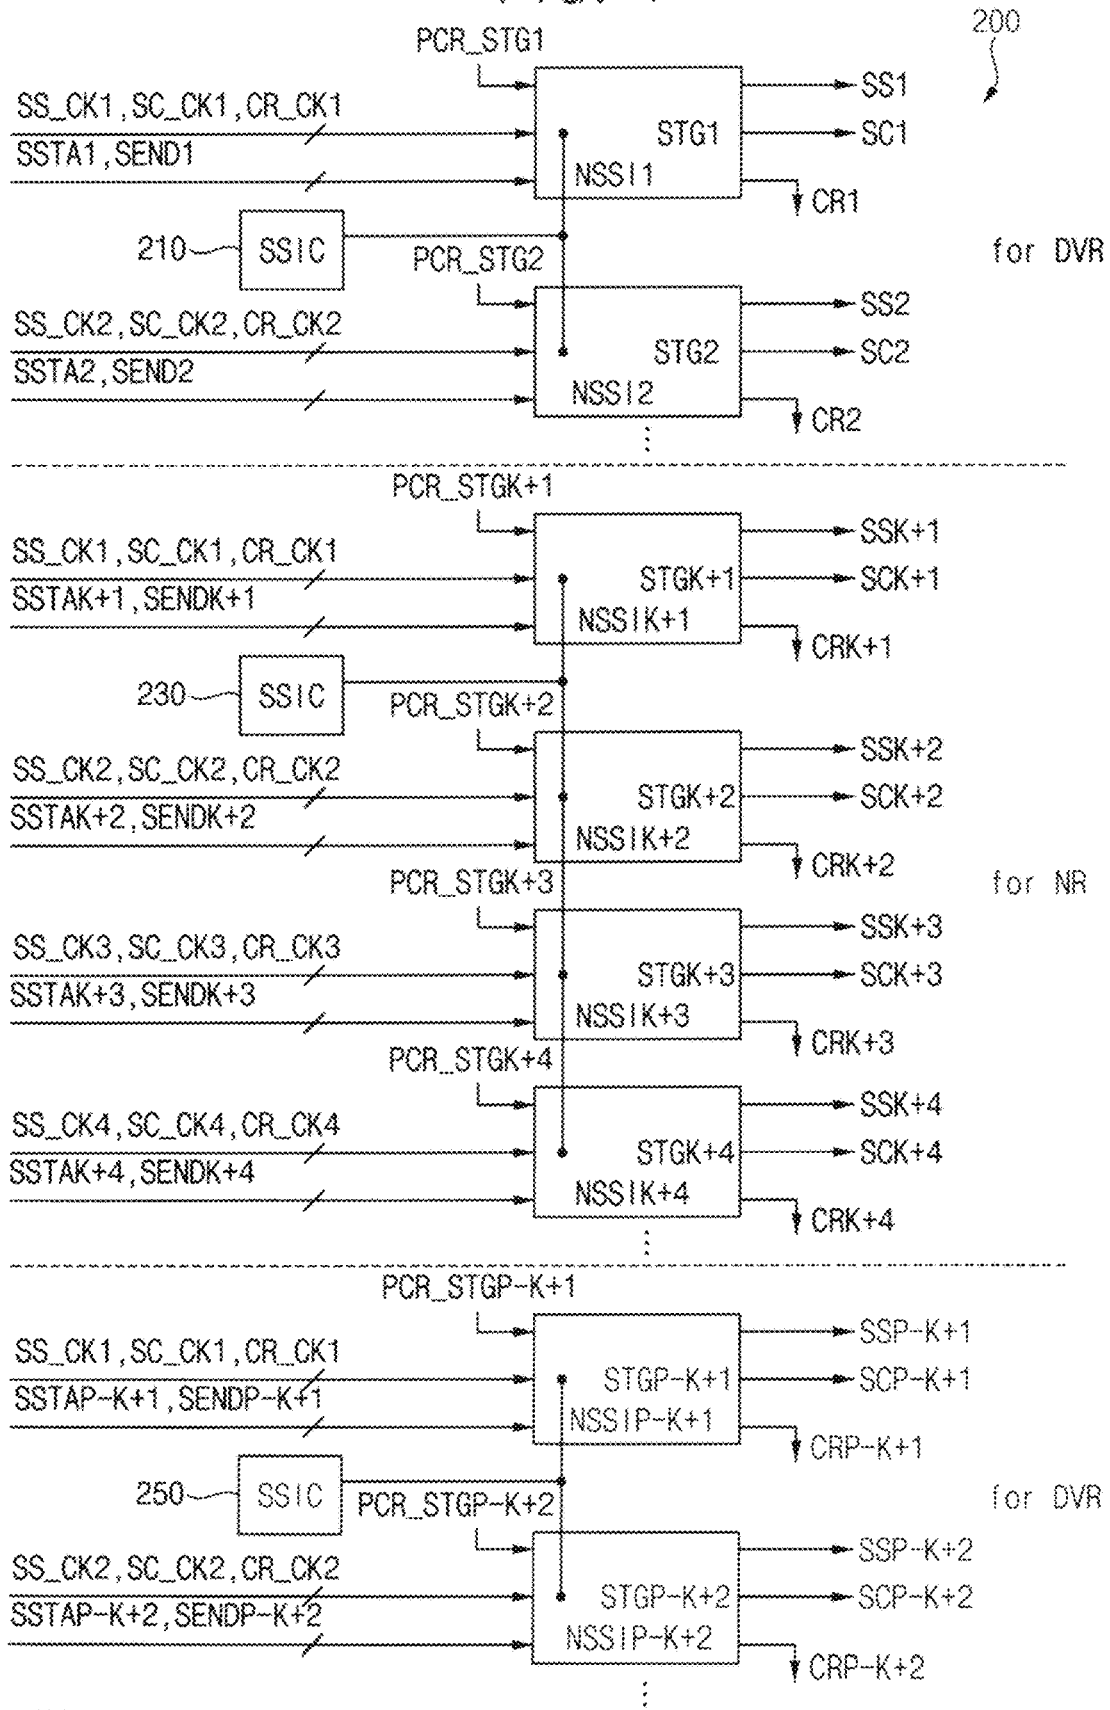 200
PCR_STG1
SS_CK1,SC_CK1,CR_CK1
SSTA1,SEND1
STG1
NSSI1
SS1
SC1
CR1
210
SSIC
for DVR
PCR_STG2
SS_CK2,SC_CK2,CR_CK2
SSTA2,SEND2
STG2
NSSI2
SS2
SC2
CR2
PCR_STGK+1
SS_CK1,SC_CK1,CR_CK1
SSTAK+1,SENDK+1
STGK+1
NSSIK+1
SSK+1
SCK+1
CRK+1
230
SSIC
PCR_STGK+2
SS_CK2,SC_CK2,CR_CK2
SSTAK+2,SENDK+2
STGK+2
NSSIK+2
SSK+2
SCK+2
CRK+2
for NR
PCR_STGK+3
SS_CK3,SC_CK3,CR_CK3
SSTAK+3,SENDK+3
STGK+3
NSSIK+3
SSK+3
SCK+3
CRK+3
PCR_STGK+4
SS_CK4,SC_CK4,CR_CK4
SSTAK+4,SENDK+4
STGK+4
NSSIK+4
SSK+4
SCK+4
CRK+4
PCR_STGP-K+1
SS_CK1,SC_CK1,CR_CK1
SSTAP-K+1,SENDP-K+1
STGP-K+1
NSSIP-K+1
SSP-K+1
SCP-K+1
CRP-K+1
250
SSIC
for DVR
PCR_STGP-K+2
SS_CK2,SC_CK2,CR_CK2
SSTAP-K+2,SENDP-K+2
STGP-K+2
NSSIP-K+2
SSP-K+2
SCP-K+2
CRP-K+2